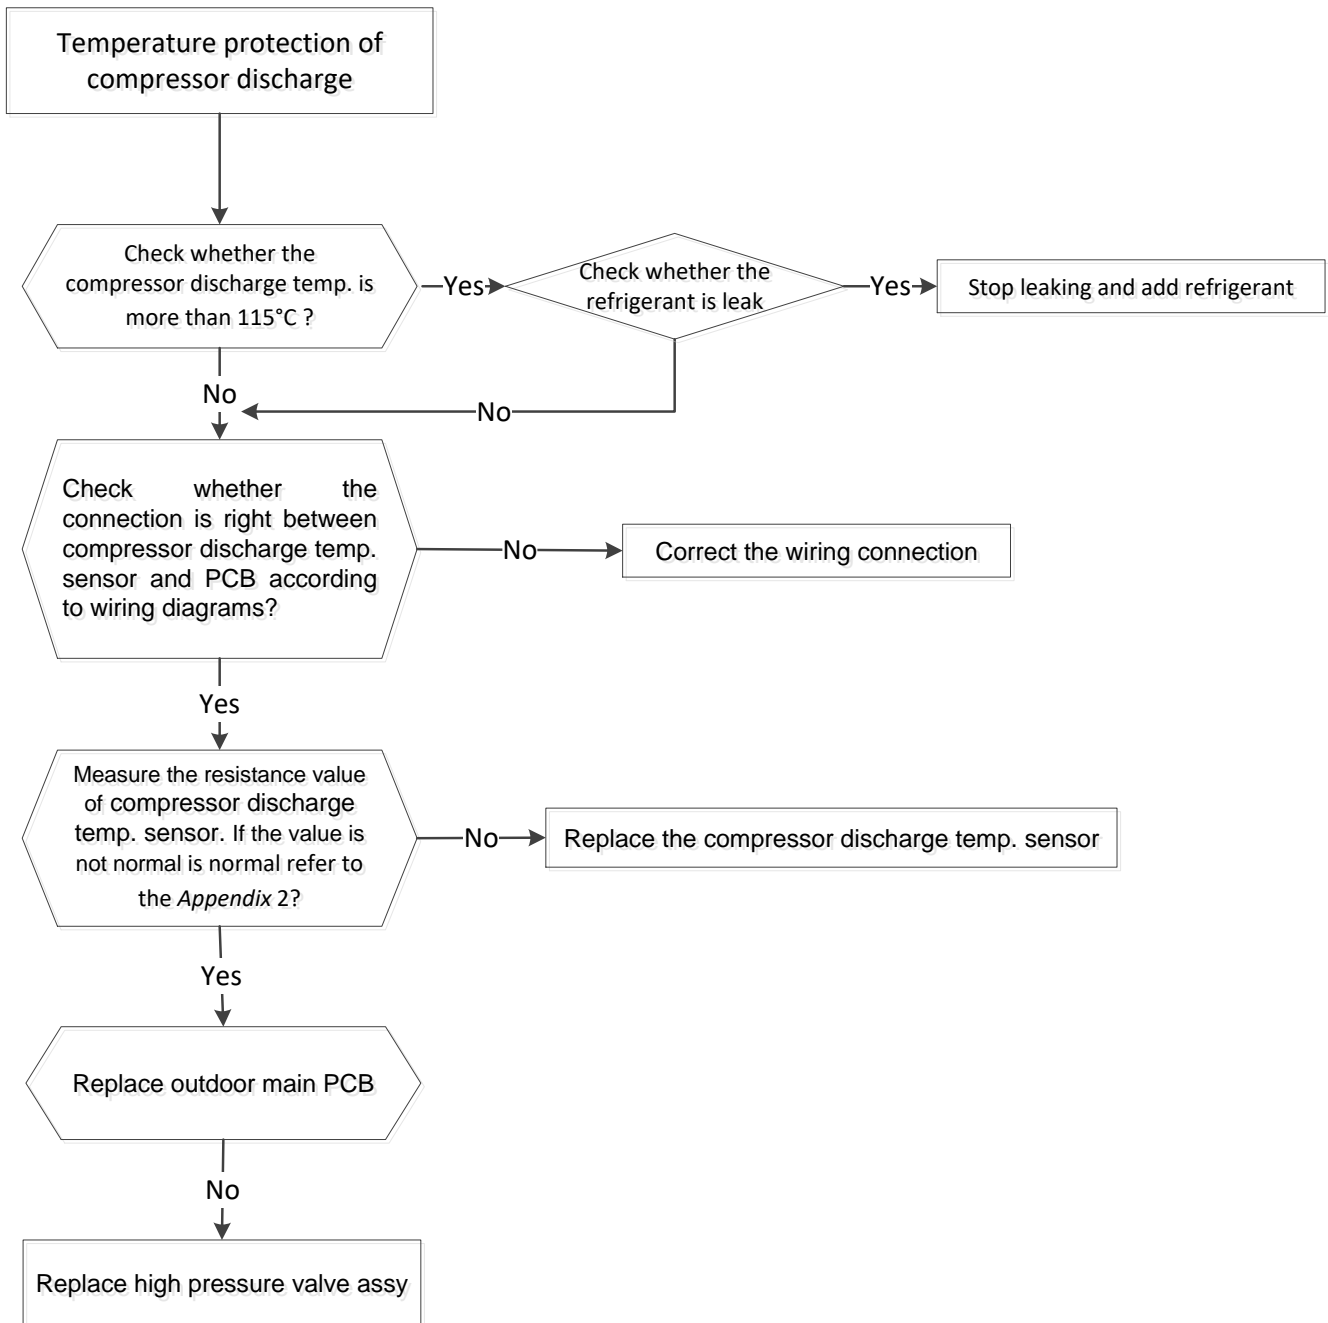 Temperature protection of
compressor discharge
Check whether the
compressor discharge temp. is
more than 115°C ?
Yes
Check whether the
refrigerant is leak
Yes
Stop leaking and add refrigerant
No
No
Check whether the
connection is right between
compressor discharge temp.
sensor and PCB according
to wiring diagrams?
No
Correct the wiring connection
Yes
Measure the resistance value
of compressor discharge
temp. sensor. If the value is
not normal is normal refer to
the Appendix 2?
No
Replace the compressor discharge temp. sensor
Yes
Replace outdoor main PCB
No
Replace high pressure valve assy